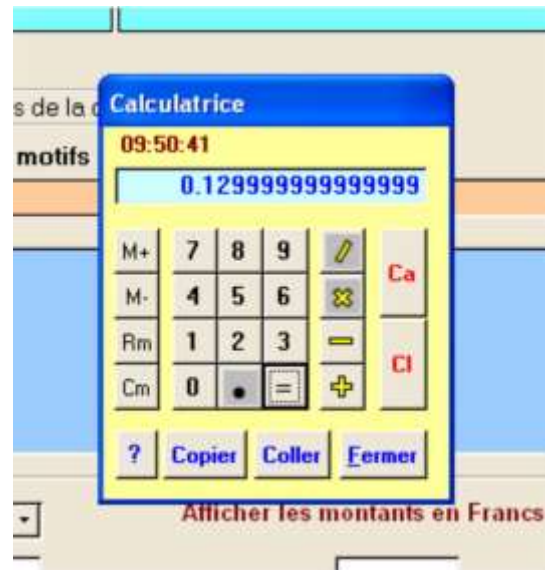 s de la
Calculatrice
motifs
09:50:41
0.129999999999999
M+ 7 8 9
Ca
M- 4 5 6
Rm 1 2 3
Cl
Cm 0 . =
? Copier Coller Fermer
Afficher les montants en Francs